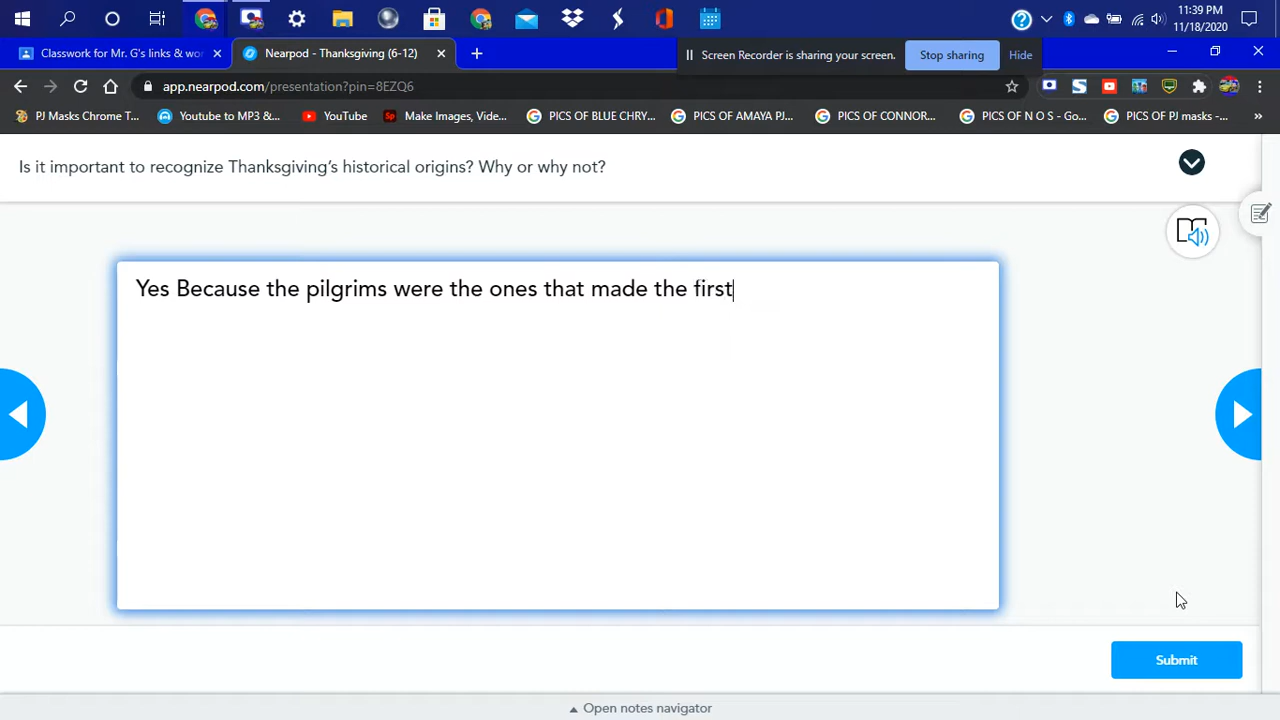 11:39 PM
11/18/2020
Classwork for Mr. G's links & wor
Nearpod - Thanksgiving (6-12)
Screen Recorder is sharing your screen.
Stop sharing
Hide
app.nearpod.com/presentation?pin=8EZQ6
PJ Masks Chrome T...
Youtube to MP3 &...
YouTube
Sp
Make Images, Vide...
PICS OF BLUE CHRY...
PICS OF AMAYA PJ...
PICS OF CONNOR...
PICS OF N O S - Go...
PICS OF PJ masks -...
Is it important to recognize Thanksgiving's historical origins? Why or why not?
Yes Because the pilgrims were the ones that made the first
Submit
Open notes navigator